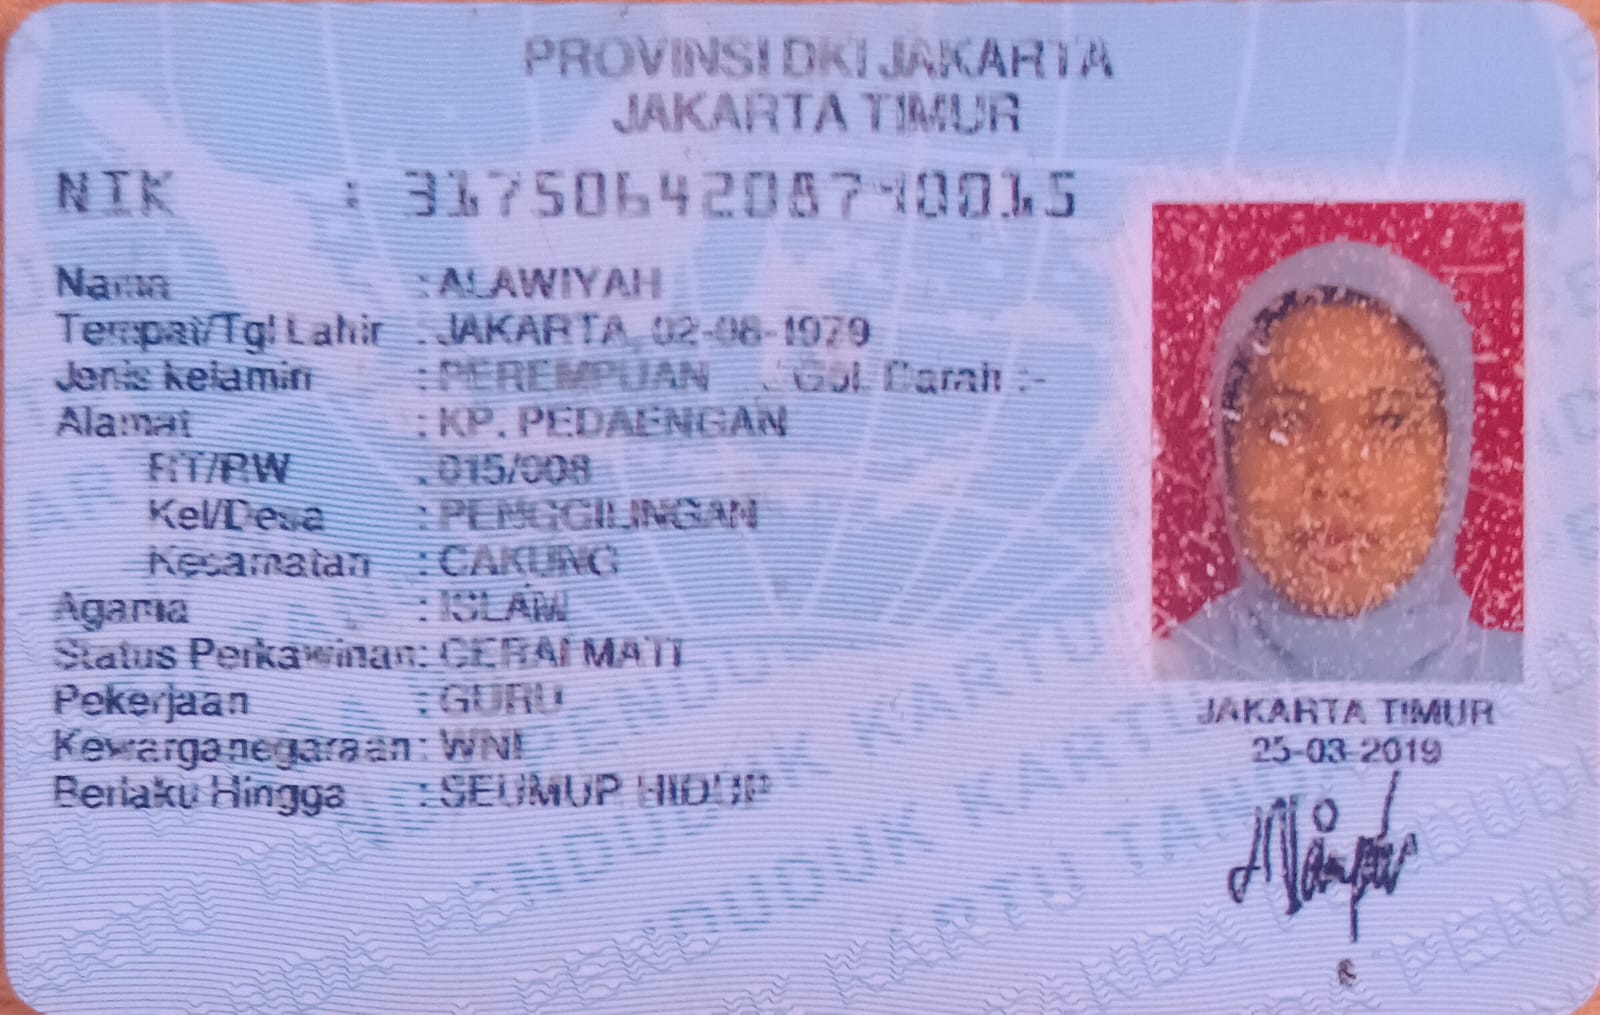 PROVINSI DKI JAKARTA
JAKARTA TIMUR
NIK :
Nama : ALAWIYAH
Tempat/Tgl Lahir : JAKARTA, 02-08-1979
Jenis kelamin : PEREMPUAN Gol. Darah :-
Alamat : KP. PEDAENGAN
RT/RW : 015/008
Kel/Desa : PENGGILINGAN
Kecamatan : CAKUNG
Agama : ISLAM
Status Perkawinan: CERAI MATI
Pekerjaan : GURU
Kewarganegaraan: WNI
Berlaku Hingga : SEUMUR HIDUP
JAKARTA TIMUR
25-03-2019